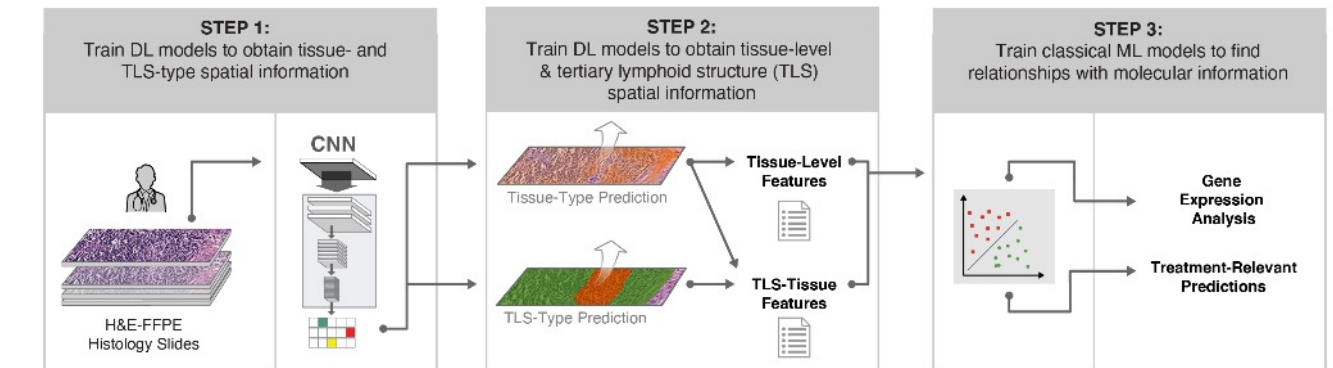 STEP 1:
Train DL models to obtain tissue- and
TLS-type spatial information
CNN
H&E-FFPE
Histology Slides
STEP 2:
Train DL models to obtain tissue-level
& tertiary lymphoid structure (TLS)
spatial information
Tissue-Type Prediction
Tissue-Level
Features
TLS-Type Prediction
TLS-Tissue
Features
STEP 3:
Train classical ML models to find
relationships with molecular information
Gene
Expression
Analysis
Treatment-Relevant
Predictions